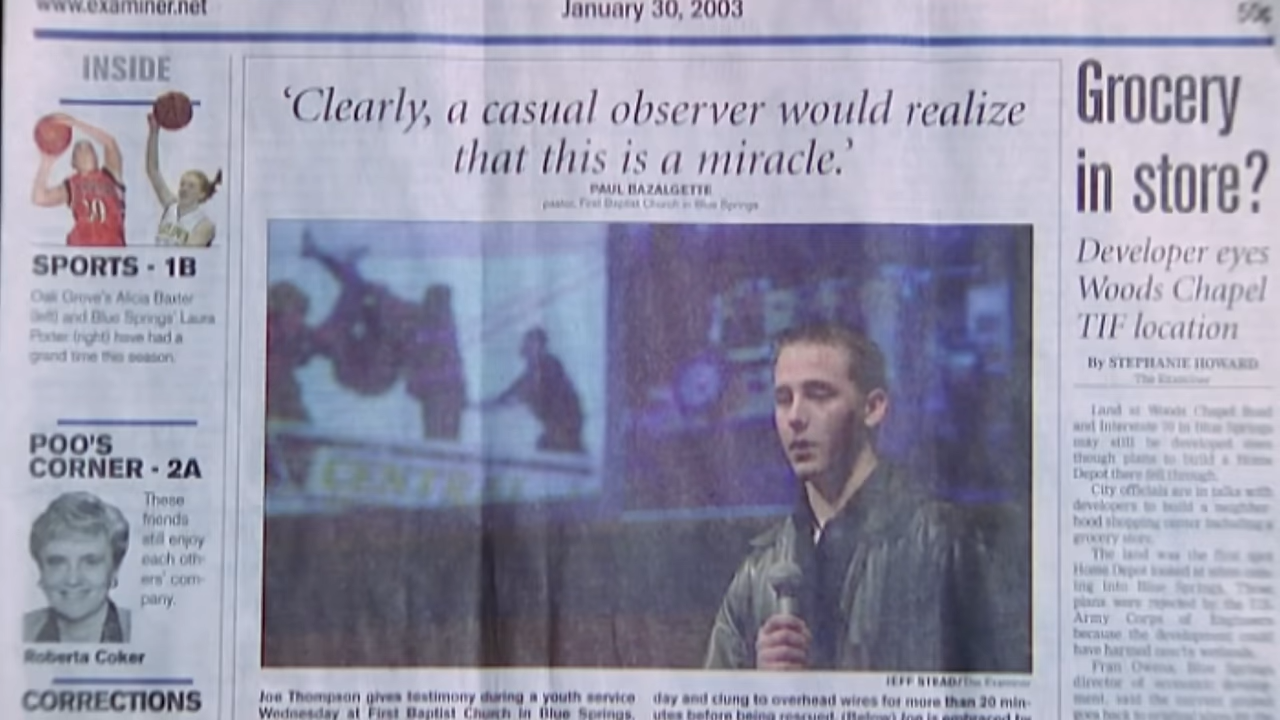 www.examiner.net
January 30, 2003
50¢
INSIDE
SPORTS - 1B
Oak Grove's Alicia Baxter
(left) and Blue Springs' Laura
Porter (right) have had a
grand time this season.
POO'S
CORNER - 2A
These
friends
still enjoy
each oth-
ers' com-
pany.
Roberta Coker
CORRECTIONS
'Clearly, a casual observer would realize
that this is a miracle.'
PAUL BAZALGETTE
pastor, First Baptist Church in Blue Springs
CENTR
JEFF STEAD/The Examiner
Joe Thompson gives testimony during a youth service
Wednesday at First Baptist Church in Blue Springs.
day and clung to overhead wires for more than 20 min-
utes before being rescued. (Below) Joe is embraced by
Grocery
in store?
Developer eyes
Woods Chapel
TIF location
By STEPHANIE HOWARD
The Examiner
Land at Woods Chapel Road
and Interstate 70 in Blue Springs
may still be developed even
though plans to build a Home
Depot there fell through.
City officials are in talks with
developers to build a neighbor-
hood shopping center including a
grocery store.
The land was the first spot
Home Depot looked at when com-
ing into Blue Springs. Those
plans were rejected by the U.S.
Army Corps of Engineers
because the development could
have harmed nearby wetlands.
Fran Owens, Blue Springs
director of economic develop-
ment, said the